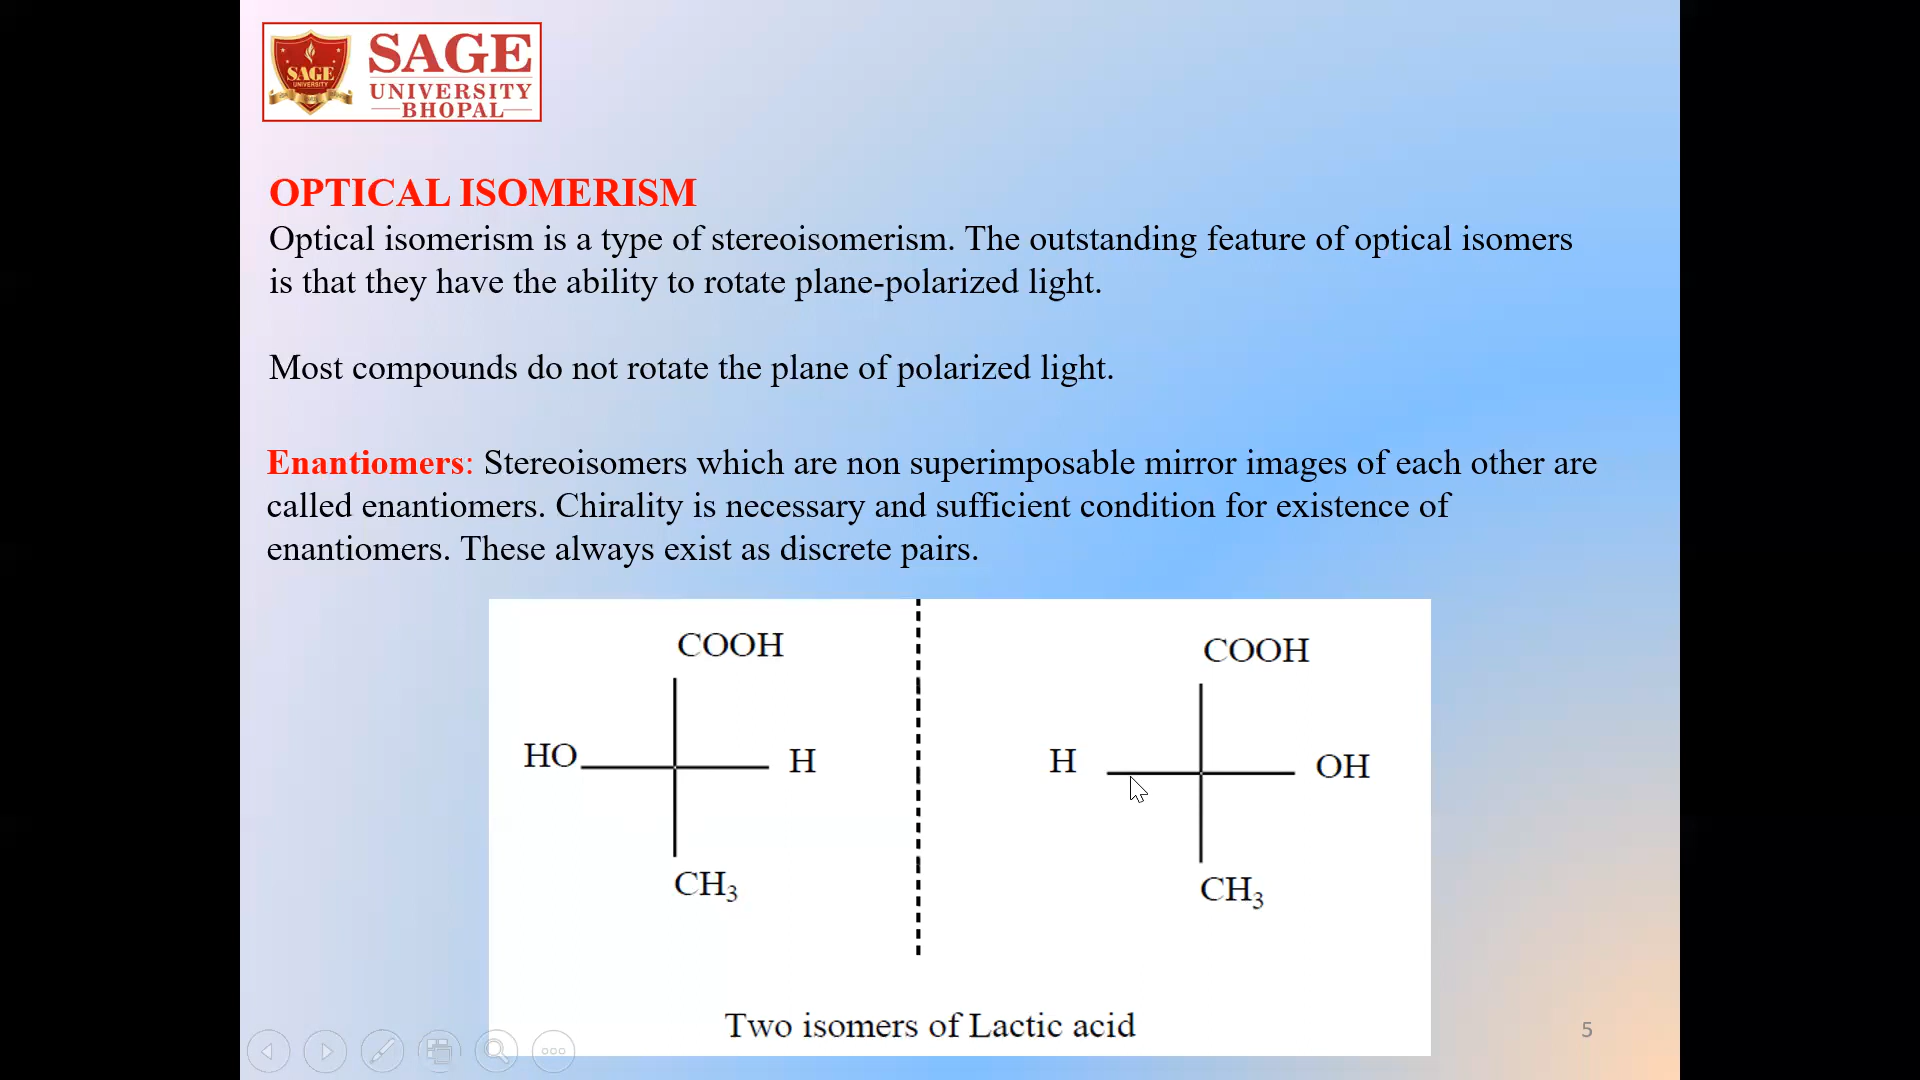 SAGE
UNIVERSITY
SAGE
UNIVERSITY
BHOPAL
OPTICAL ISOMERISM
Optical isomerism is a type of stereoisomerism. The outstanding feature of optical isomers
is that they have the ability to rotate plane-polarized light.
Most compounds do not rotate the plane of polarized light.
Enantiomers: Stereoisomers which are non superimposable mirror images of each other are
called enantiomers. Chirality is necessary and sufficient condition for existence of
enantiomers. These always exist as discrete pairs.
COOH COOH
HO H H OH
CH₃ CH₃
Two isomers of Lactic acid
5